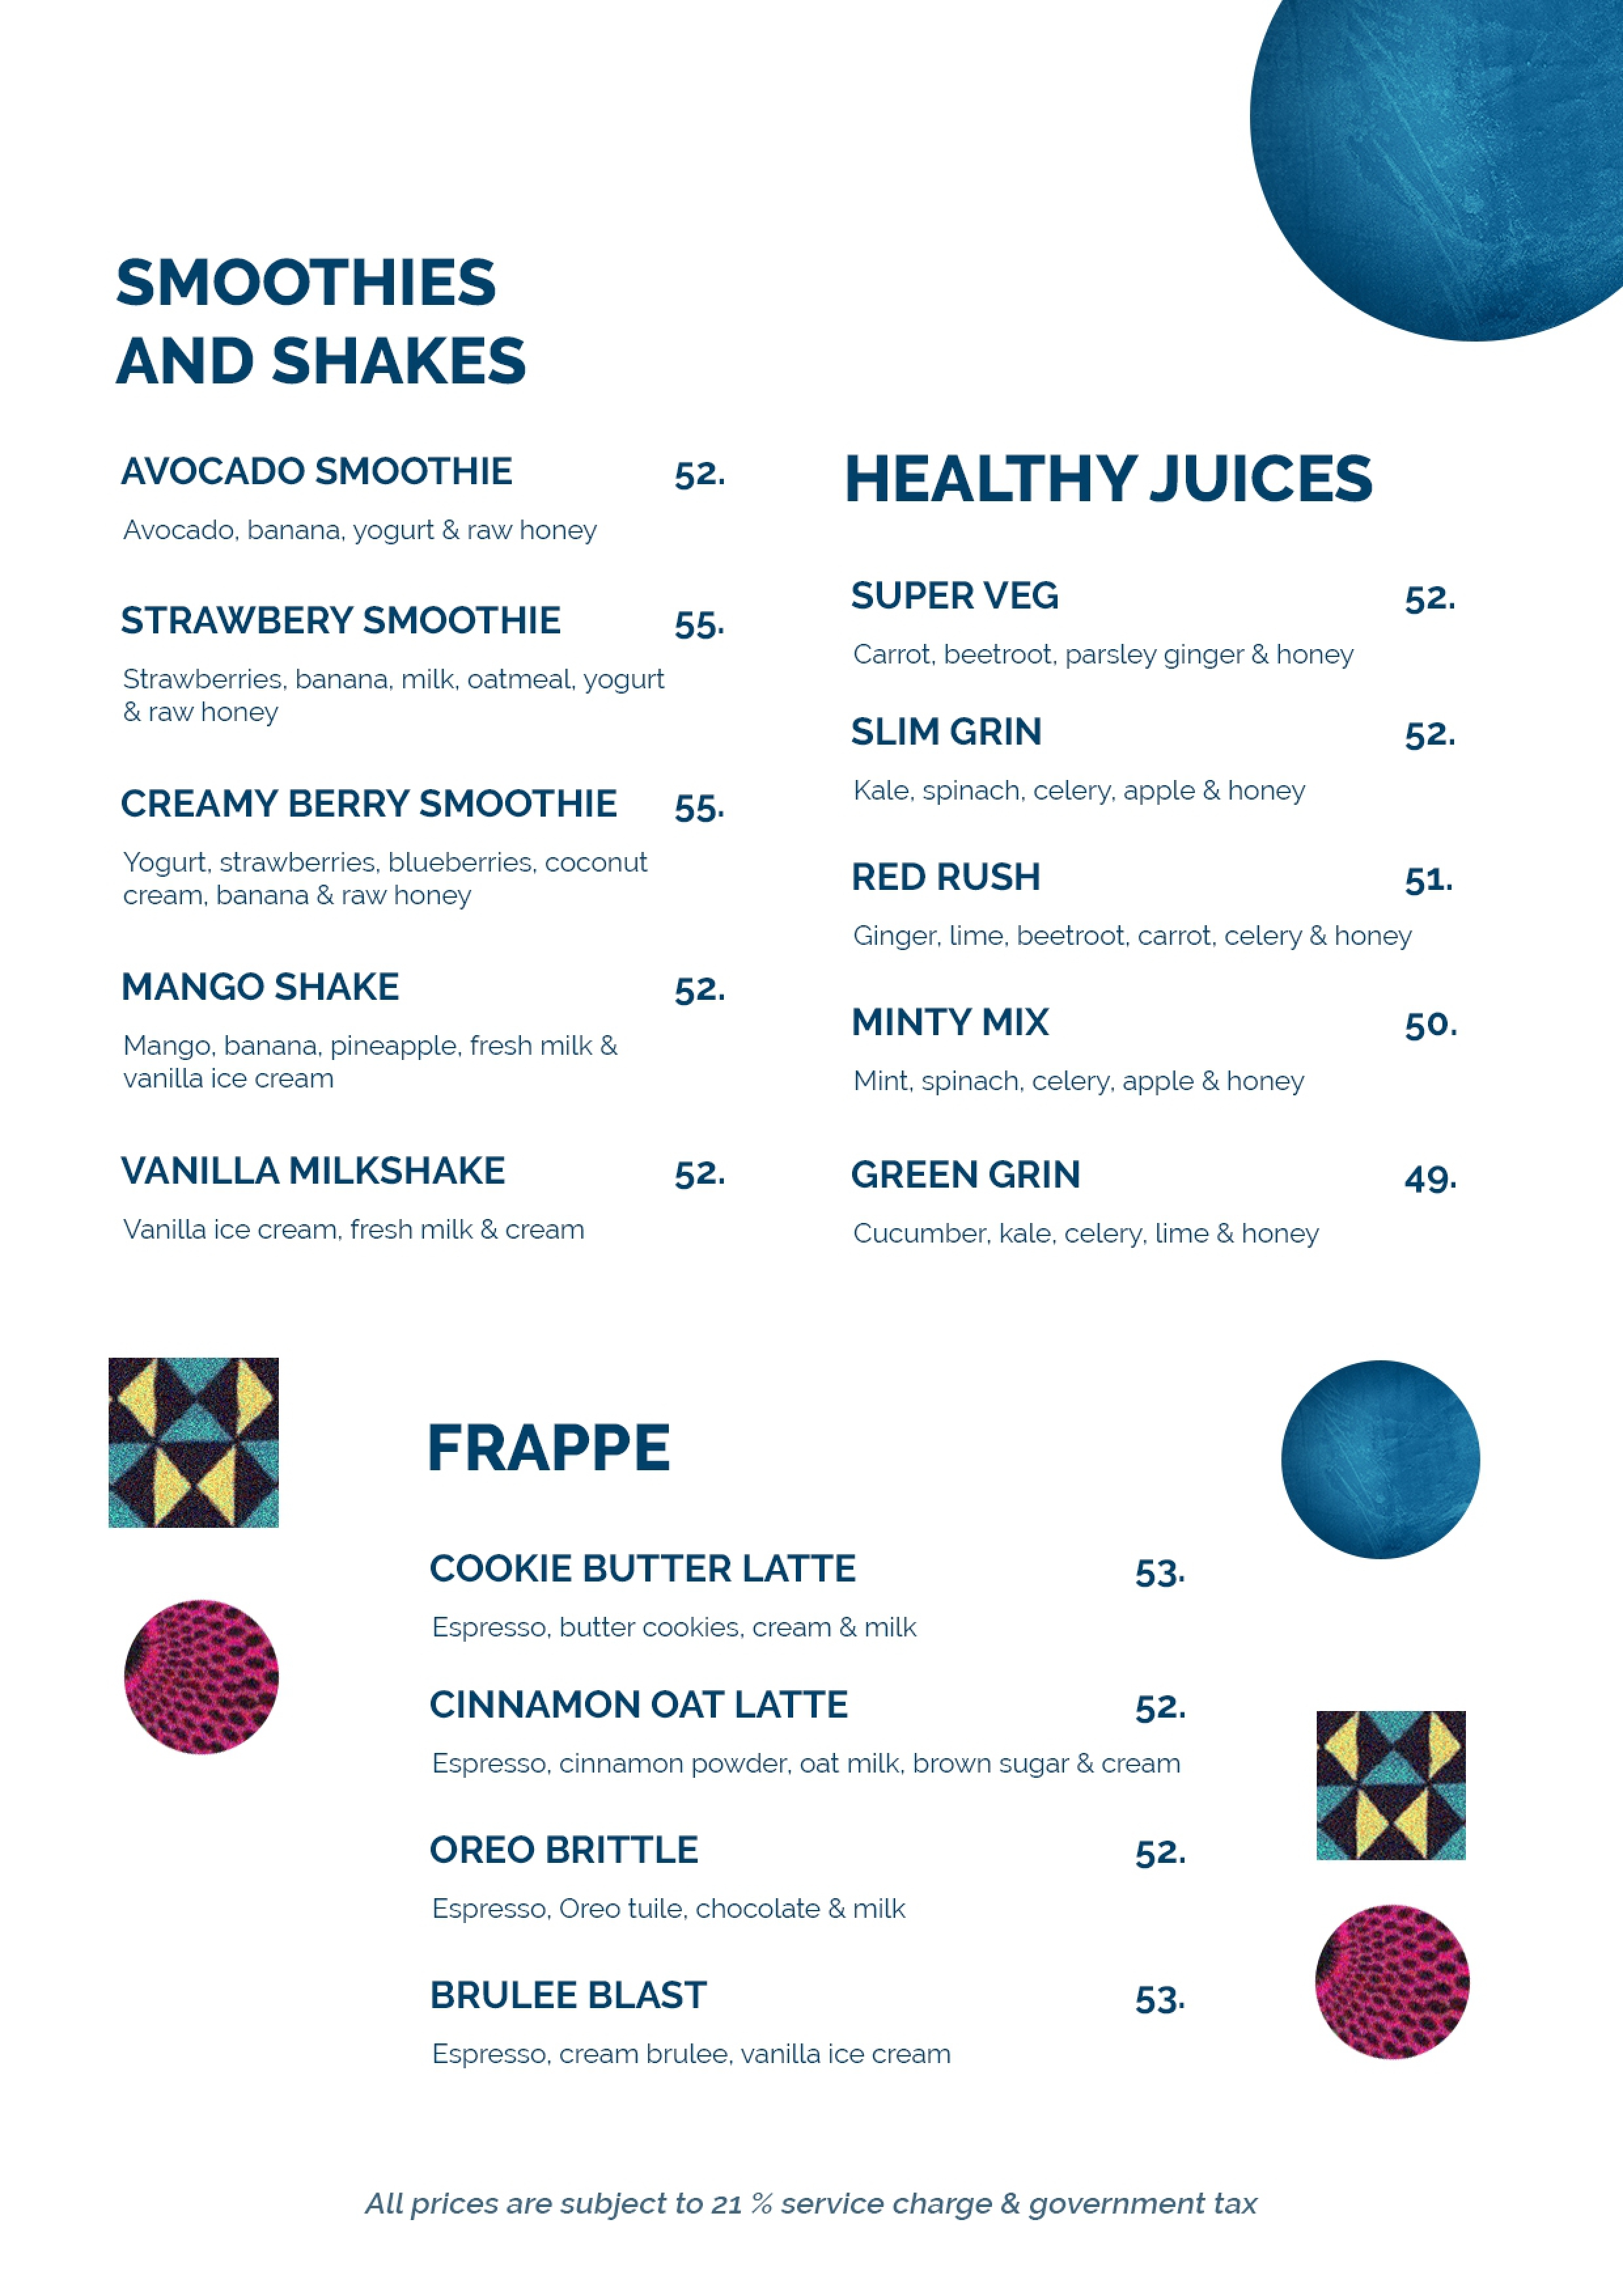 SMOOTHIES
AND SHAKES
AVOCADO SMOOTHIE 52.
Avocado, banana, yogurt & raw honey
STRAWBERY SMOOTHIE 55.
Strawberries, banana, milk, oatmeal, yogurt
& raw honey
CREAMY BERRY SMOOTHIE 55.
Yogurt, strawberries, blueberries, coconut
cream, banana & raw honey
MANGO SHAKE 52.
Mango, banana, pineapple, fresh milk &
vanilla ice cream
VANILLA MILKSHAKE 52.
Vanilla ice cream, fresh milk & cream
HEALTHY JUICES
SUPER VEG 52.
Carrot, beetroot, parsley ginger & honey
SLIM GRIN 52.
Kale, spinach, celery, apple & honey
RED RUSH 51.
Ginger, lime, beetroot, carrot, celery & honey
MINTY MIX 50.
Mint, spinach, celery, apple & honey
GREEN GRIN 49.
Cucumber, kale, celery, lime & honey
FRAPPE
COOKIE BUTTER LATTE 53.
Espresso, butter cookies, cream & milk
CINNAMON OAT LATTE 52.
Espresso, cinnamon powder, oat milk, brown sugar & cream
OREO BRITTLE 52.
Espresso, Oreo tuile, chocolate & milk
BRULEE BLAST 53.
Espresso, cream brulee, vanilla ice cream
All prices are subject to 21 % service charge & government tax